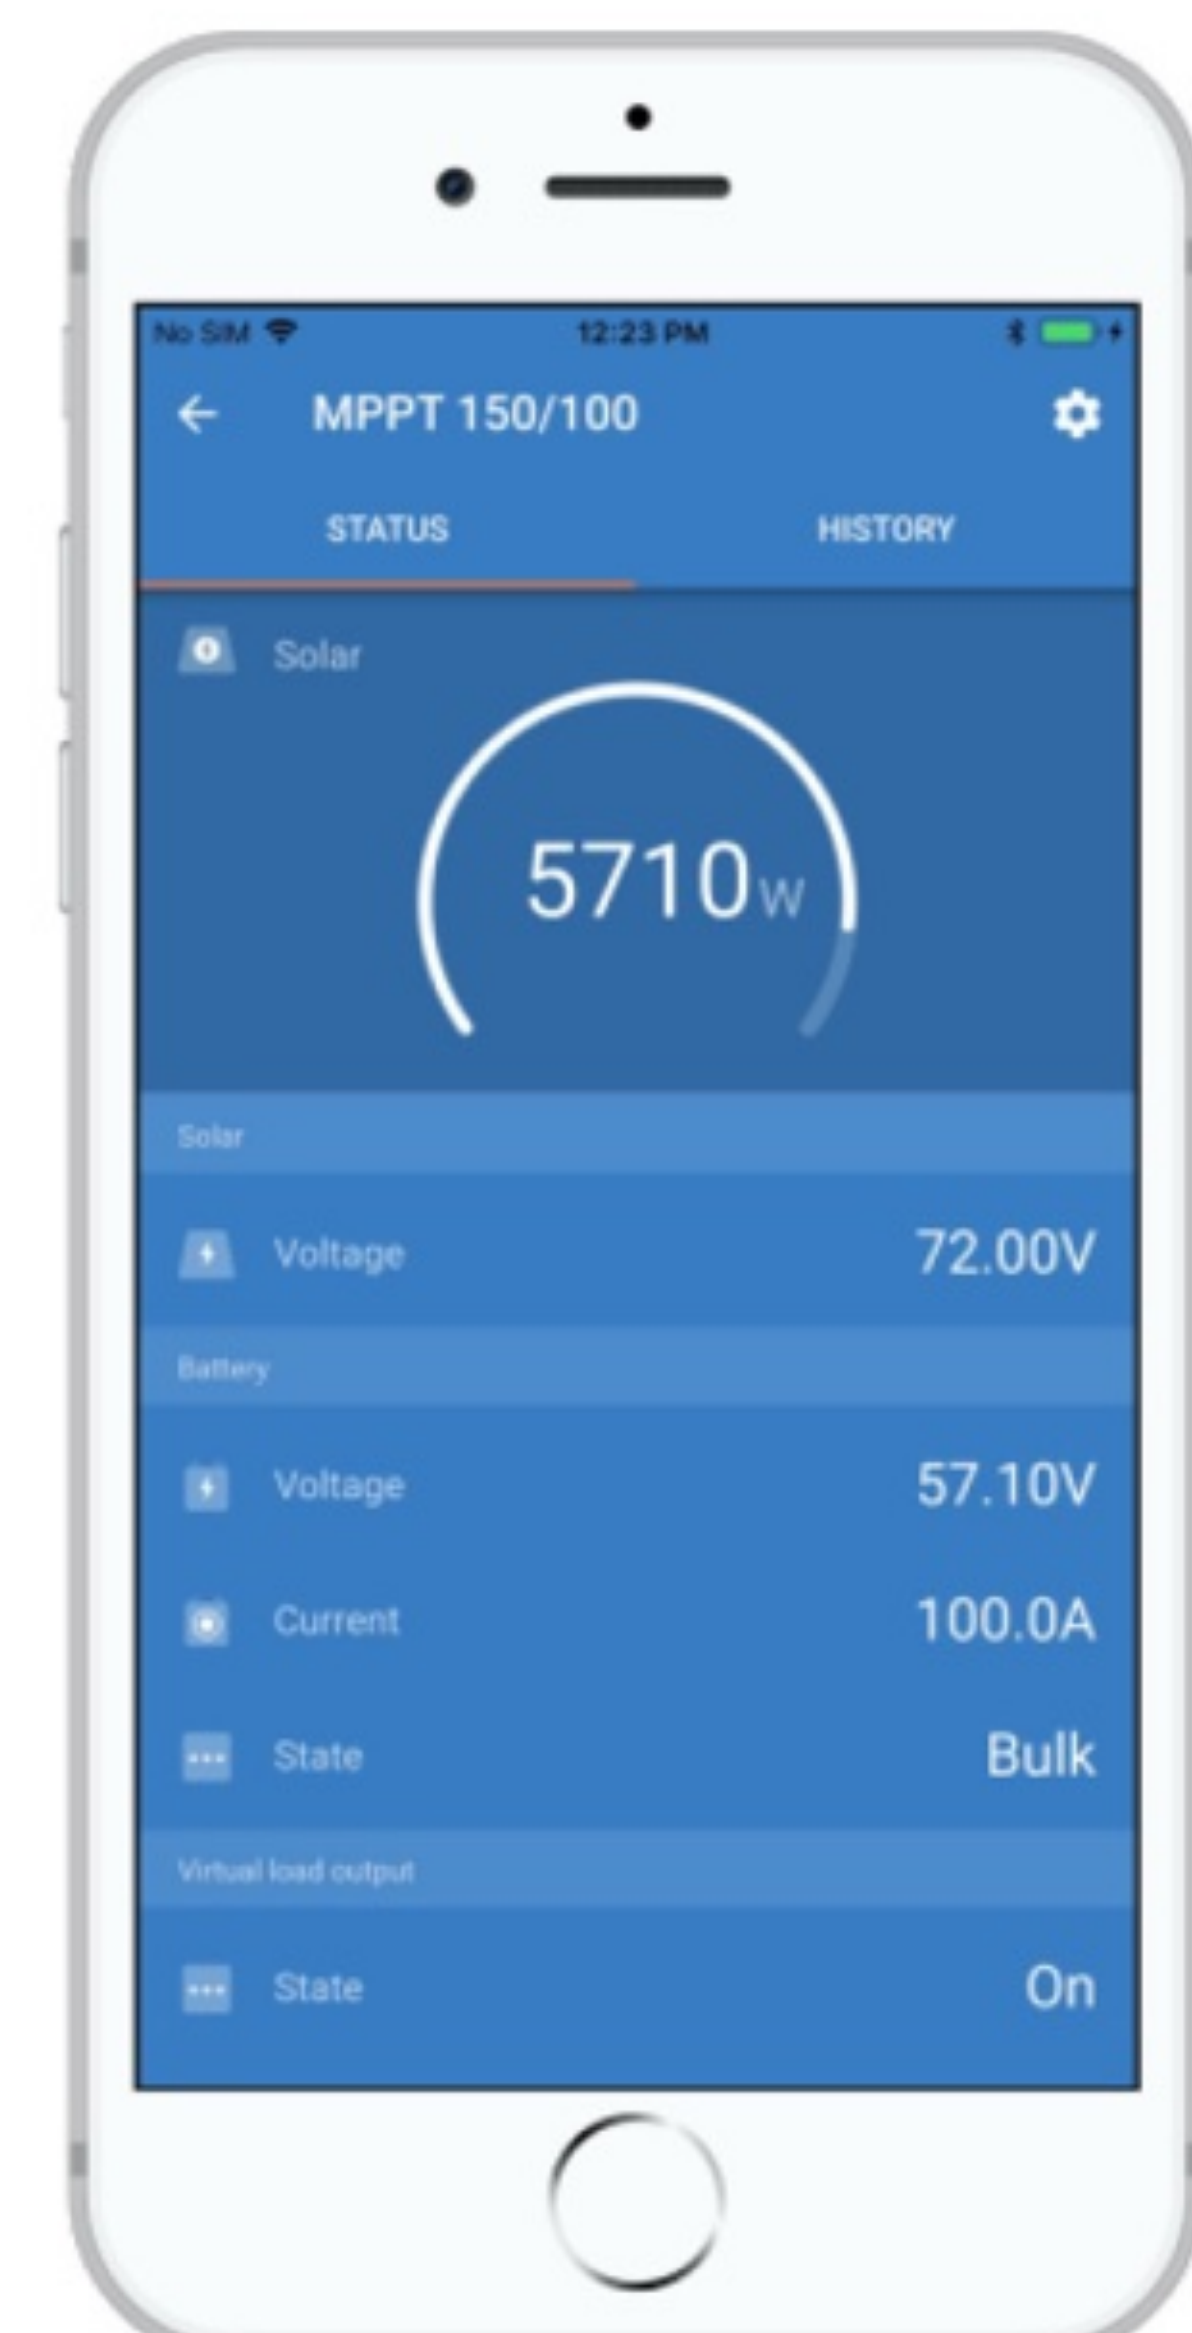 No SIM 12:23 PM
MPPT 150/100
STATUS HISTORY
Solar
5710W
Solar
Voltage 72.00V
Battery
Voltage 57.10V
Current 100.0A
State Bulk
Virtual load output
State On